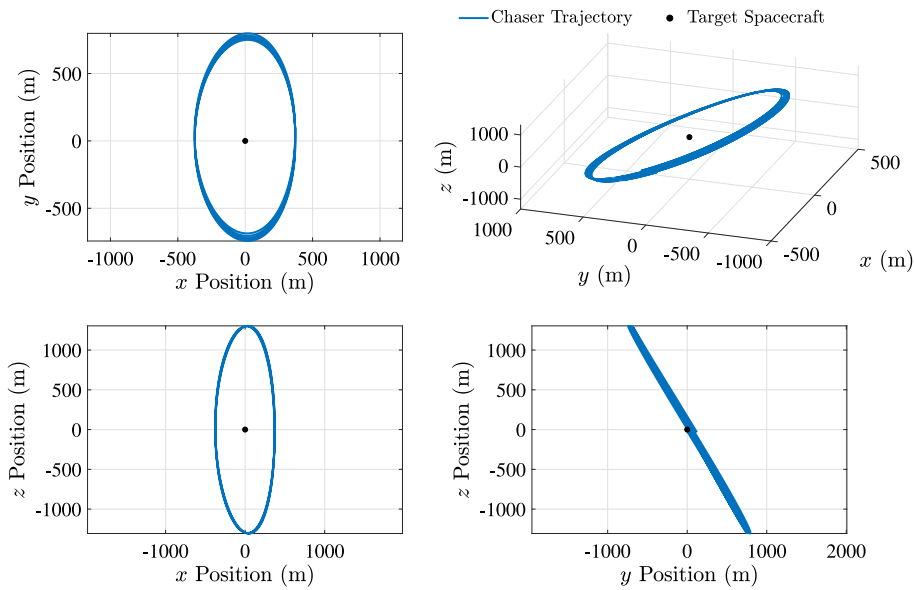 Chaser Trajectory Target Spacecraft
500
0
-500
y Position (m)
-1000 -500 0 500 1000
x Position (m)
1000
0
-1000
z (m)
1000 500 0 -500 -1000
y (m)
-500 0 500
x (m)
1000
500
0
-500
-1000
z Position (m)
-1000 0 1000
x Position (m)
1000
500
0
-500
-1000
z Position (m)
-1000 0 1000 2000
y Position (m)